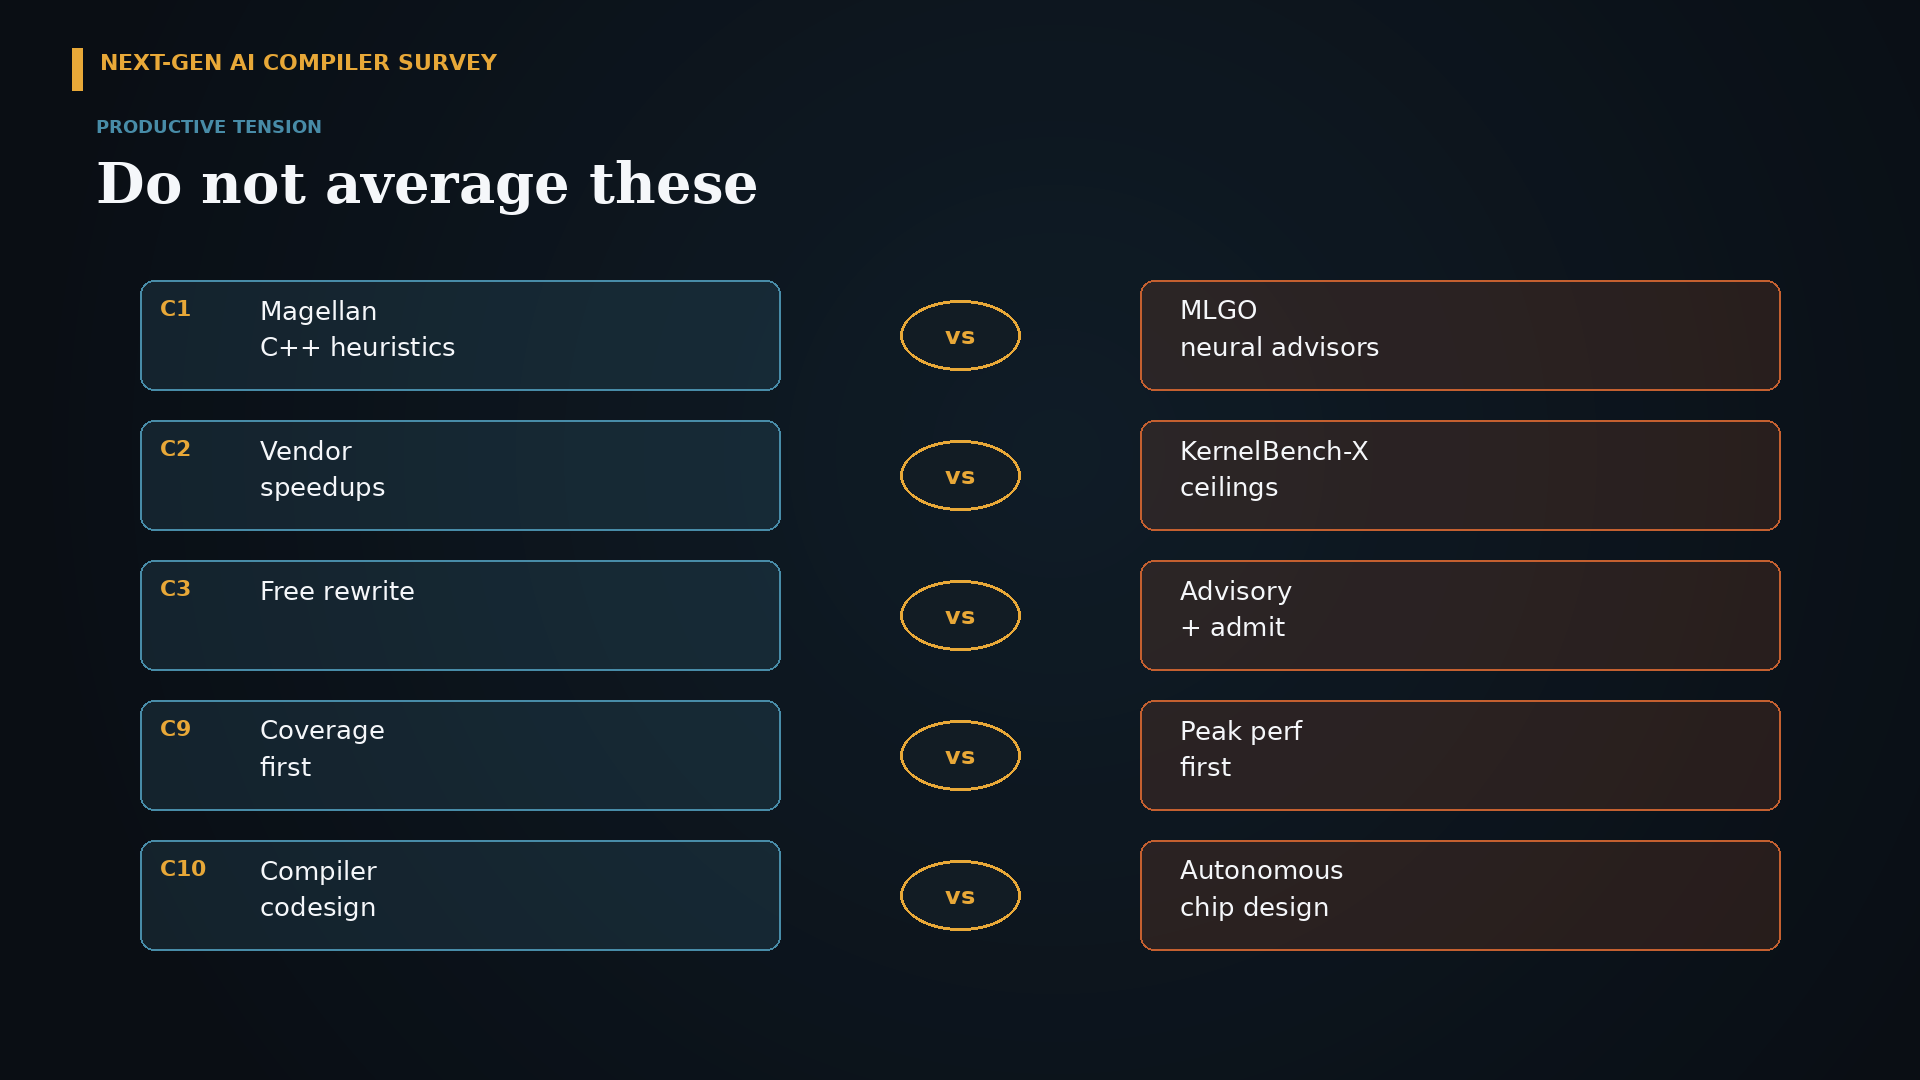 NEXT-GEN AI COMPILER SURVEY
PRODUCTIVE TENSION
Do not average these
C1
Magellan
C++ heuristics
vs
MLGO
neural advisors
C2
Vendor
speedups
vs
KernelBench-X
ceilings
C3
Free rewrite
vs
Advisory
+ admit
C9
Coverage
first
vs
Peak perf
first
C10
Compiler
codesign
vs
Autonomous
chip design